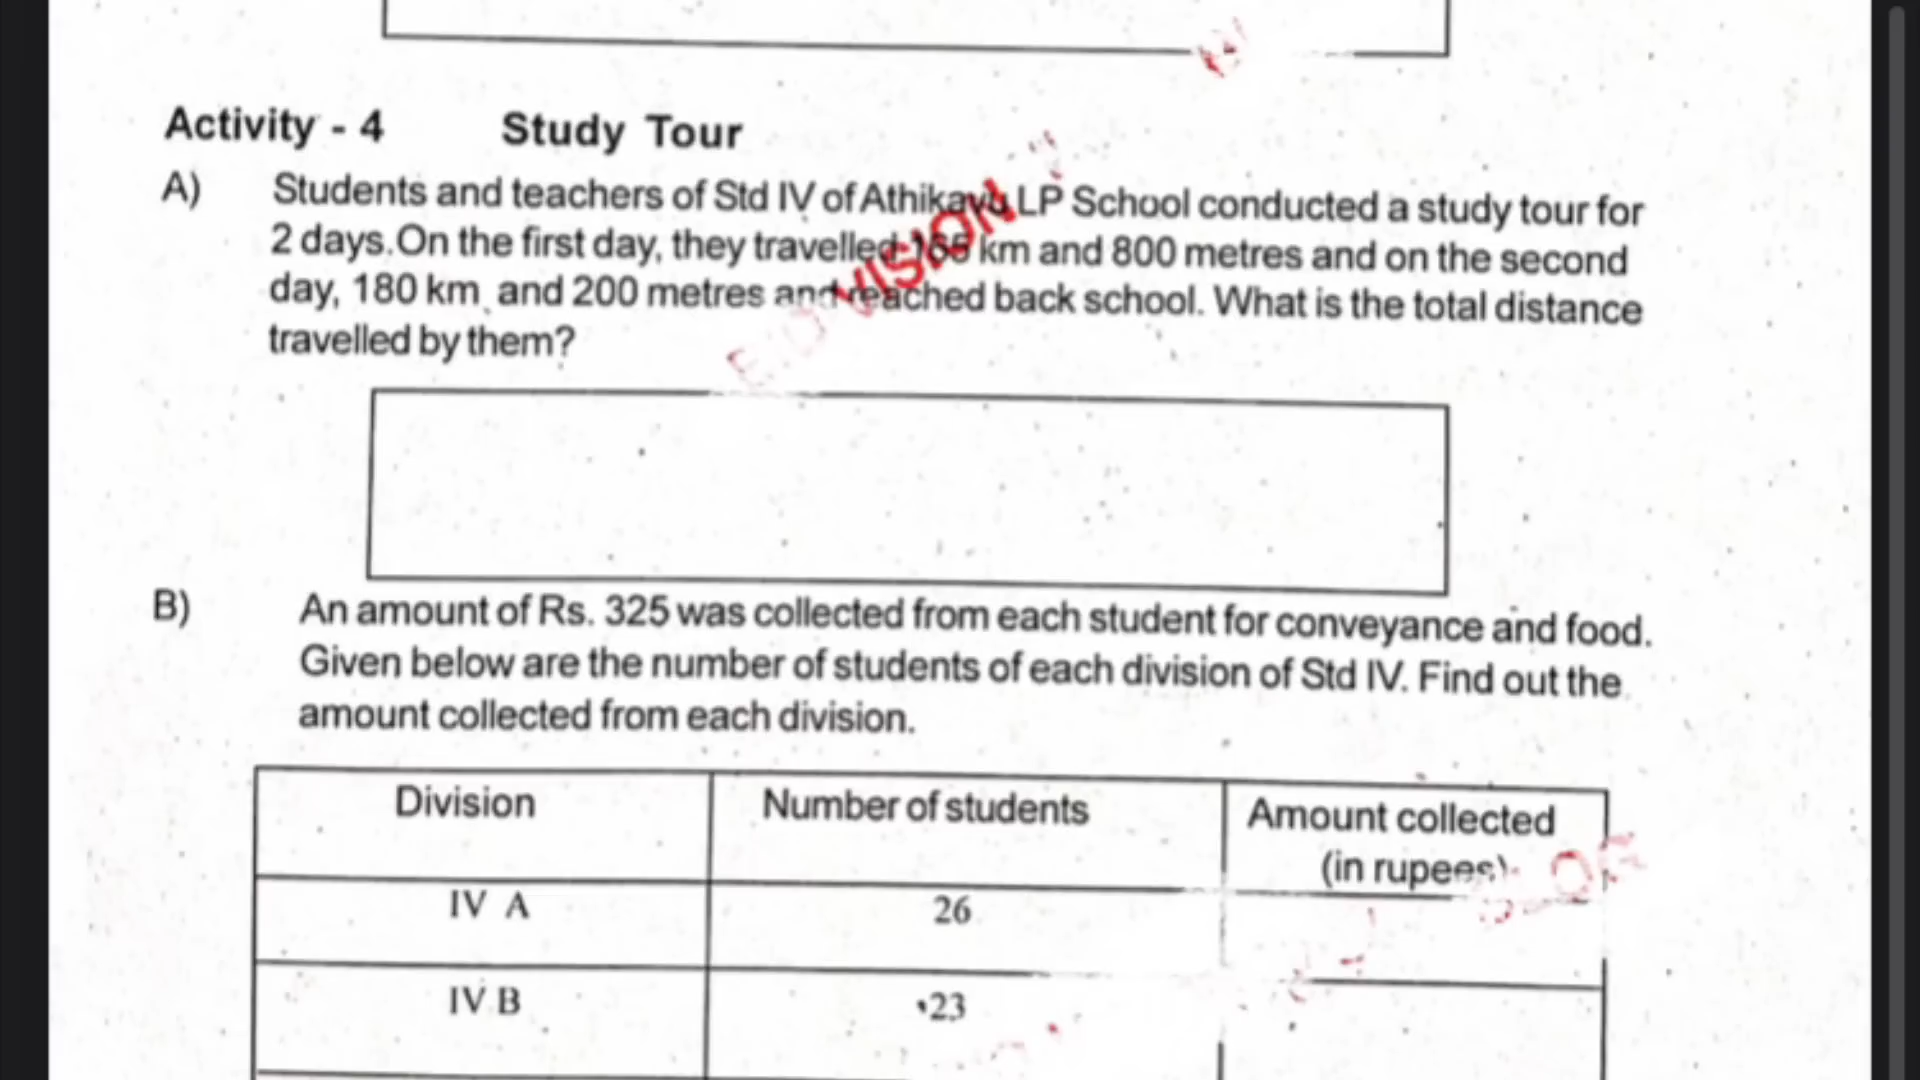 Activity - 4 Study Tour
A) Students and teachers of Std IV of Athikavu LP School conducted a study tour for
2 days.On the first day, they travelled 165 km and 800 metres and on the second
day, 180 km and 200 metres and reached back school. What is the total distance
travelled by them?
VISION
B) An amount of Rs. 325 was collected from each student for conveyance and food.
Given below are the number of students of each division of Std IV. Find out the
amount collected from each division.
Division Number of students Amount collected
(in rupees)
IV A 26
IV B 23